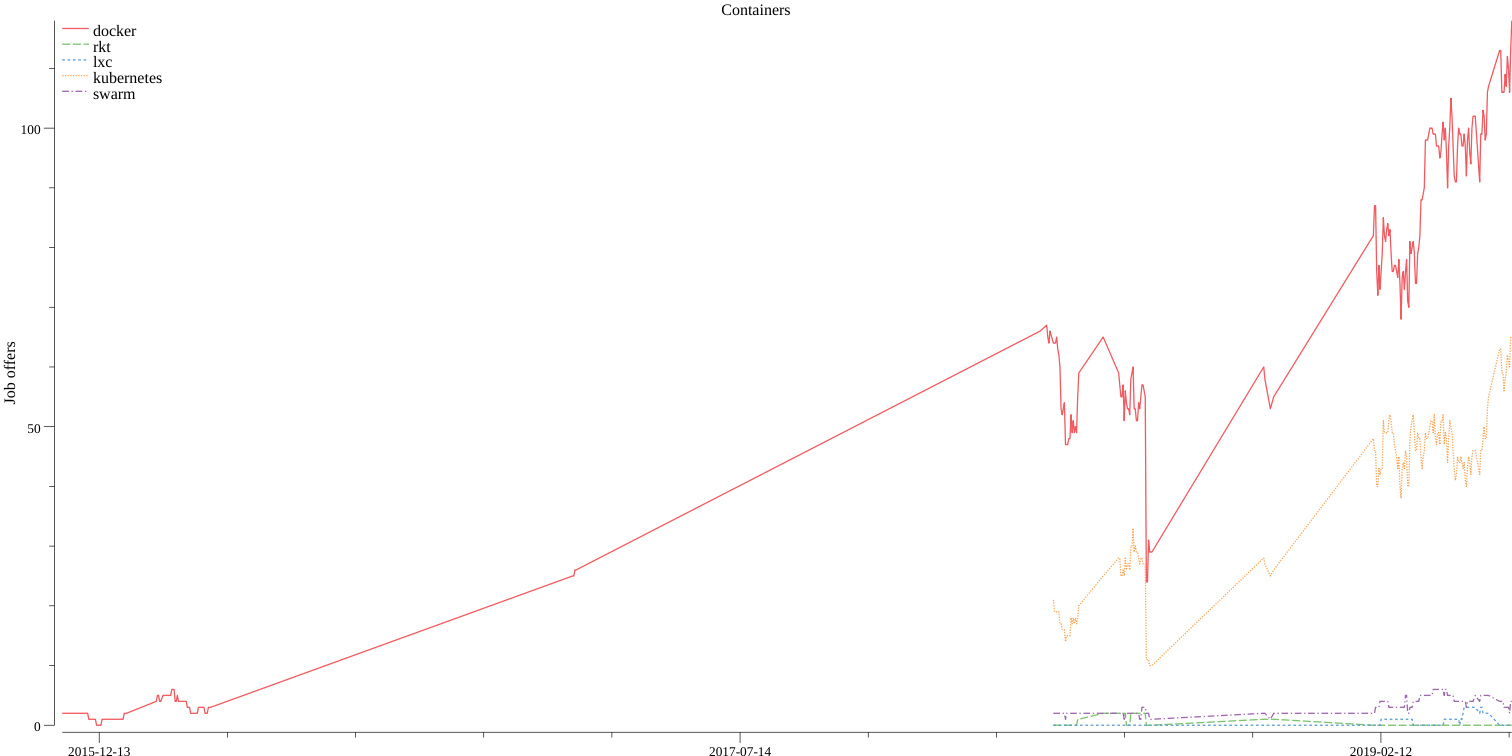 Containers
docker
rkt
lxc
kubernetes
swarm
100
50
0
Job offers
2015-12-13
2017-07-14
2019-02-12